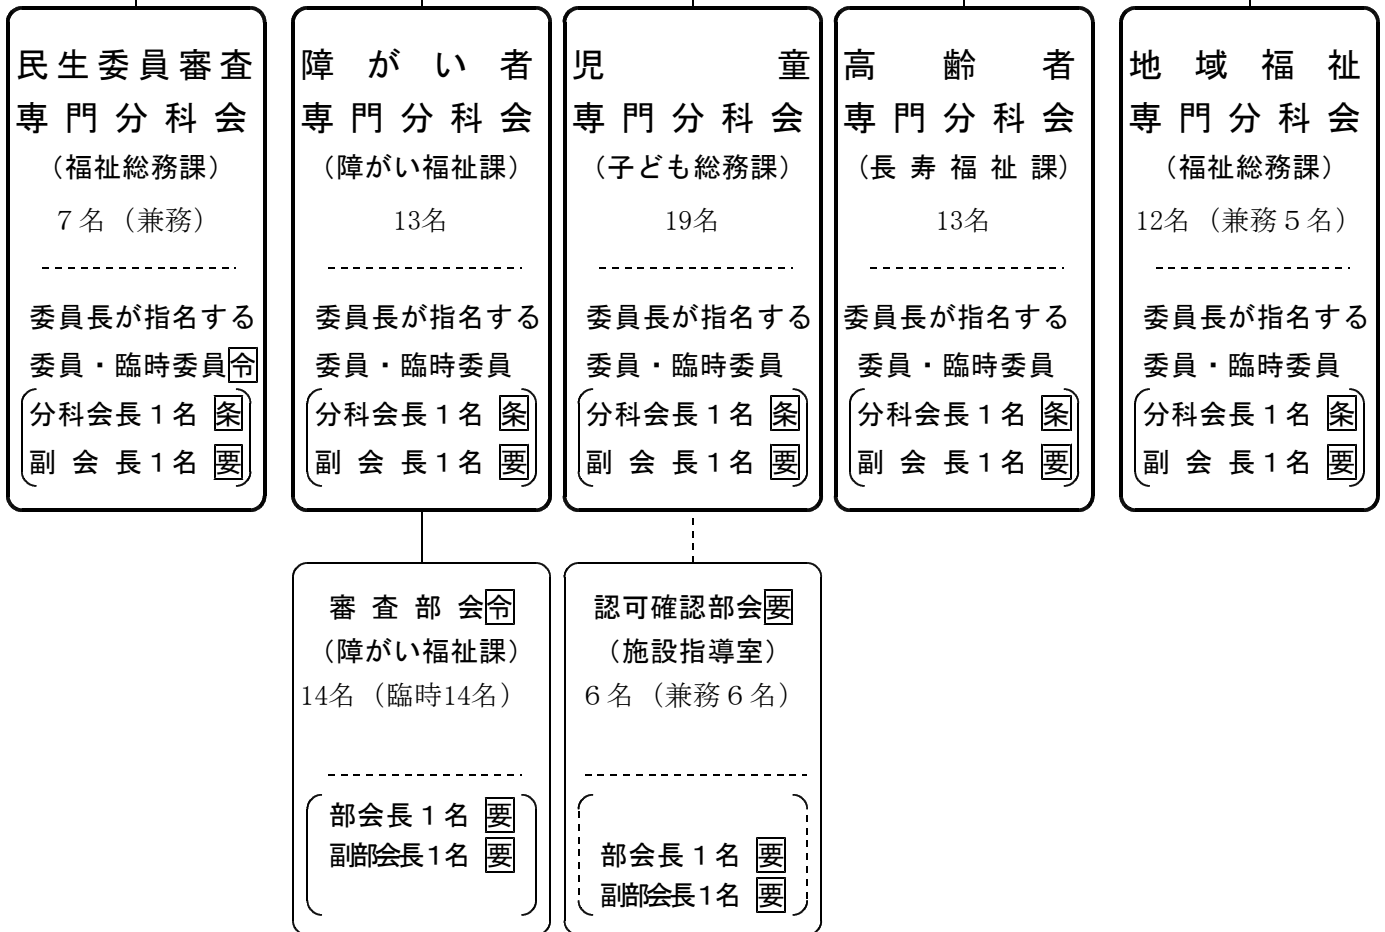 民生委員審査
専門分科会
（福祉総務課）
７名（兼務）
委員長が指名する
委員・臨時委員令
分科会長１名 条
副会長１名 要
障がい者
専門分科会
（障がい福祉課）
13名
委員長が指名する
委員・臨時委員
分科会長１名 条
副会長１名 要
児童
専門分科会
（子ども総務課）
19名
委員長が指名する
委員・臨時委員
分科会長１名 条
副会長１名 要
高齢者
専門分科会
（長寿福祉課）
13名
委員長が指名する
委員・臨時委員
分科会長１名 条
副会長１名 要
地域福祉
専門分科会
（福祉総務課）
12名（兼務５名）
委員長が指名する
委員・臨時委員
分科会長１名 条
副会長１名 要
審査部会令
（障がい福祉課）
14名（臨時14名）
部会長１名 要
副部会長１名 要
認可確認部会要
（施設指導室）
６名（兼務６名）
部会長１名 要
副部会長１名 要